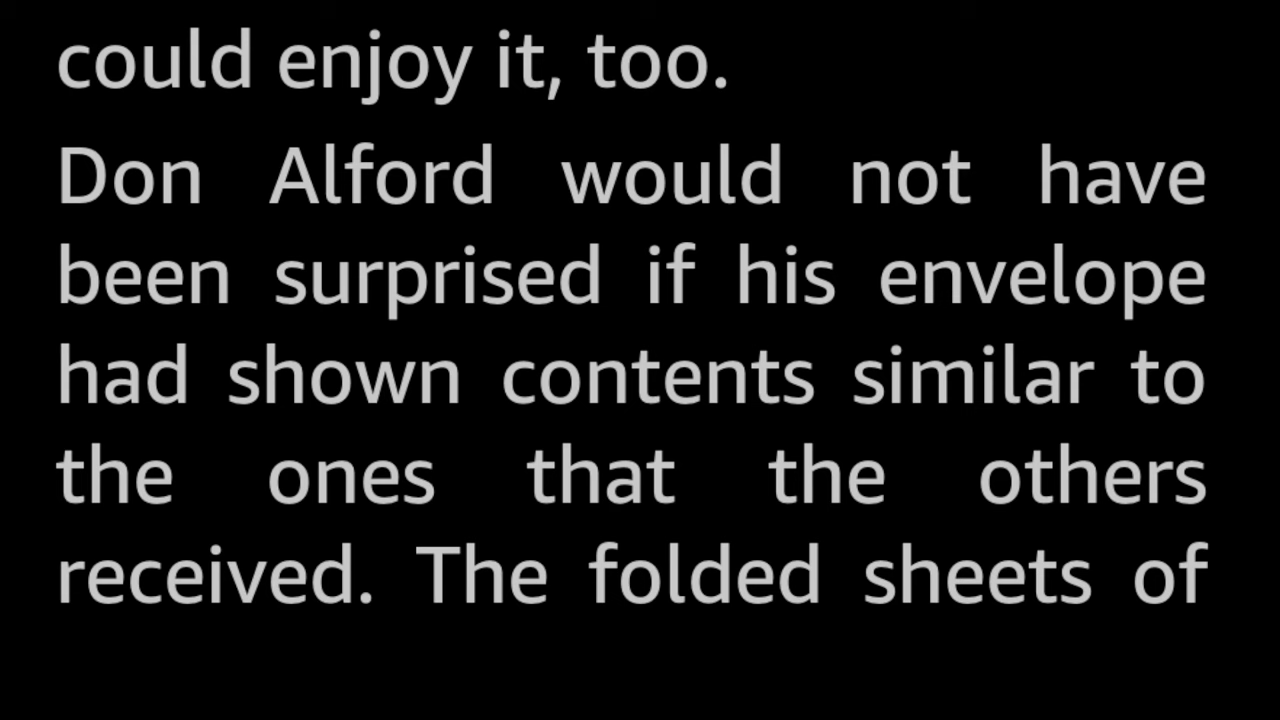 could enjoy it, too.
Don Alford would not have
been surprised if his envelope
had shown contents similar to
the ones that the others
received. The folded sheets of